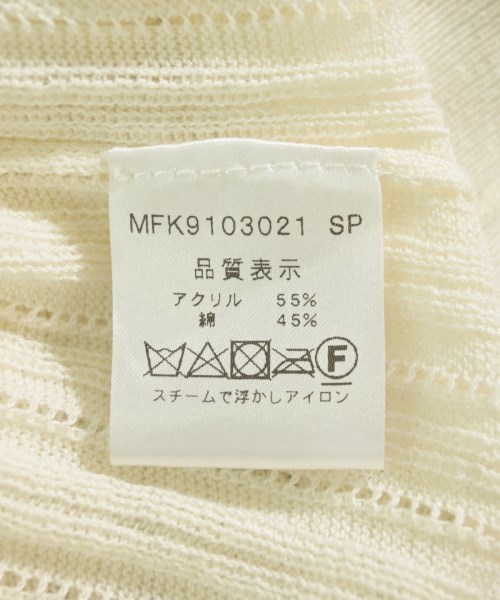 MFK9103021 SP
品質表示
アクリル 55%
綿 45%
F
スチームで浮かしアイロン